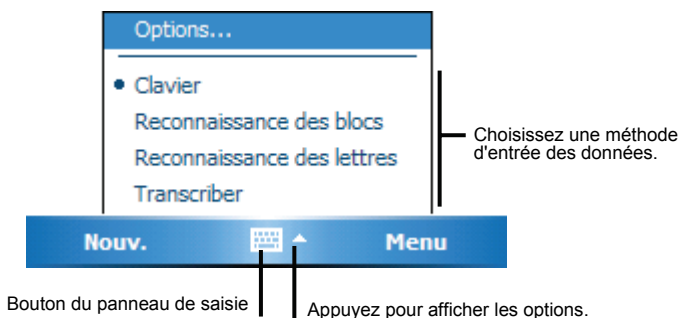 Options...
Clavier
Reconnaissance des blocs
Reconnaissance des lettres
Transcriber
Choisissez une méthode
d'entrée des données.
Nouv.
Menu
Bouton du panneau de saisie
Appuyez pour afficher les options.